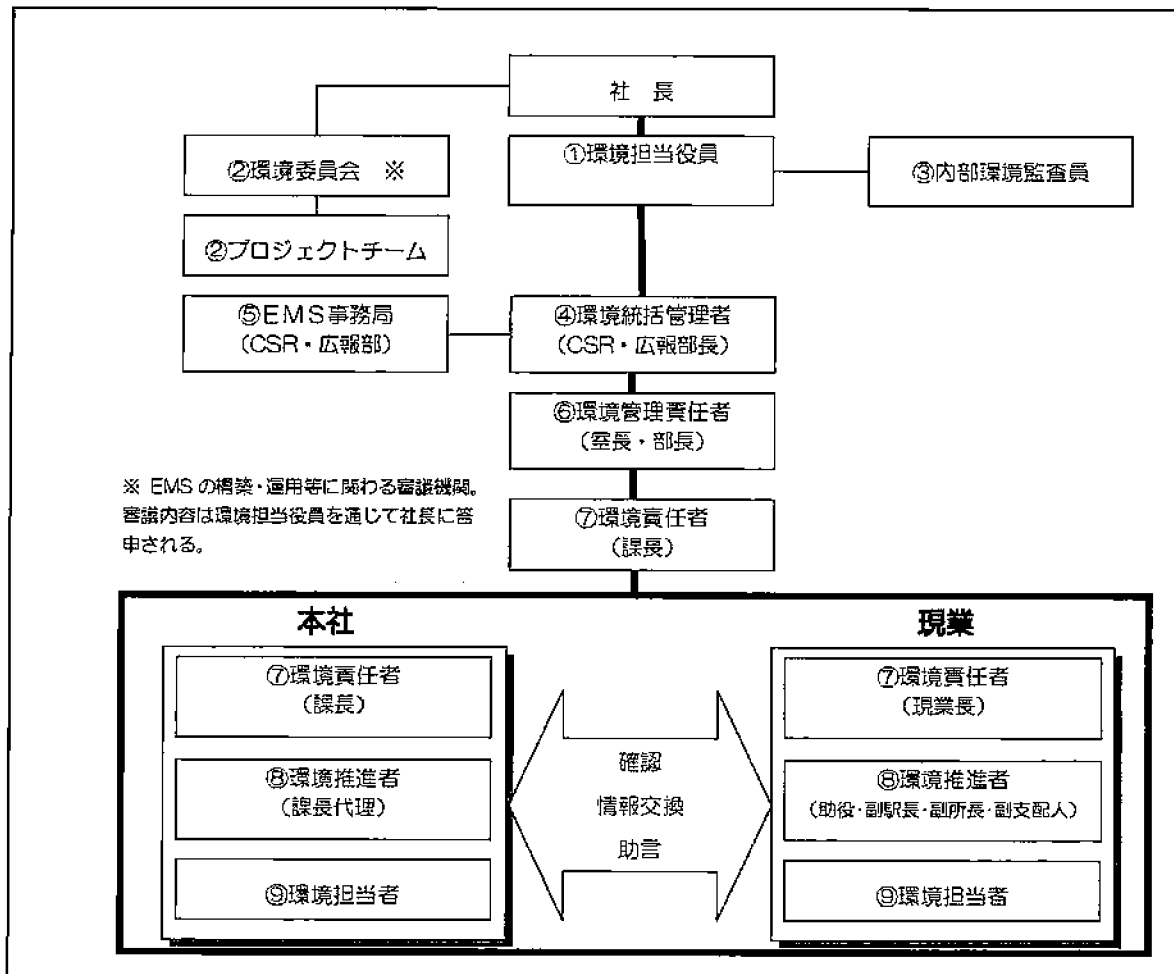 社 長
①環境担当役員
②環境委員会 ※
③内部環境監査員
②プロジェクトチーム
⑤EMS事務局
(CSR・広報部)
④環境統括管理者
(CSR・広報部長)
⑥環境管理責任者
(室長・部長)
※ EMSの構築・運用等に関わる審議機関。
審議内容は環境担当役員を通じて社長に答
申される。
⑦環境責任者
(課長)
本社
現業
⑦環境責任者
(課長)
⑧環境推進者
(課長代理)
⑨環境担当者
確認
情報交換
助言
⑦環境責任者
(現業長)
⑧環境推進者
(助役・副駅長・副所長・副支配人)
⑨環境担当者